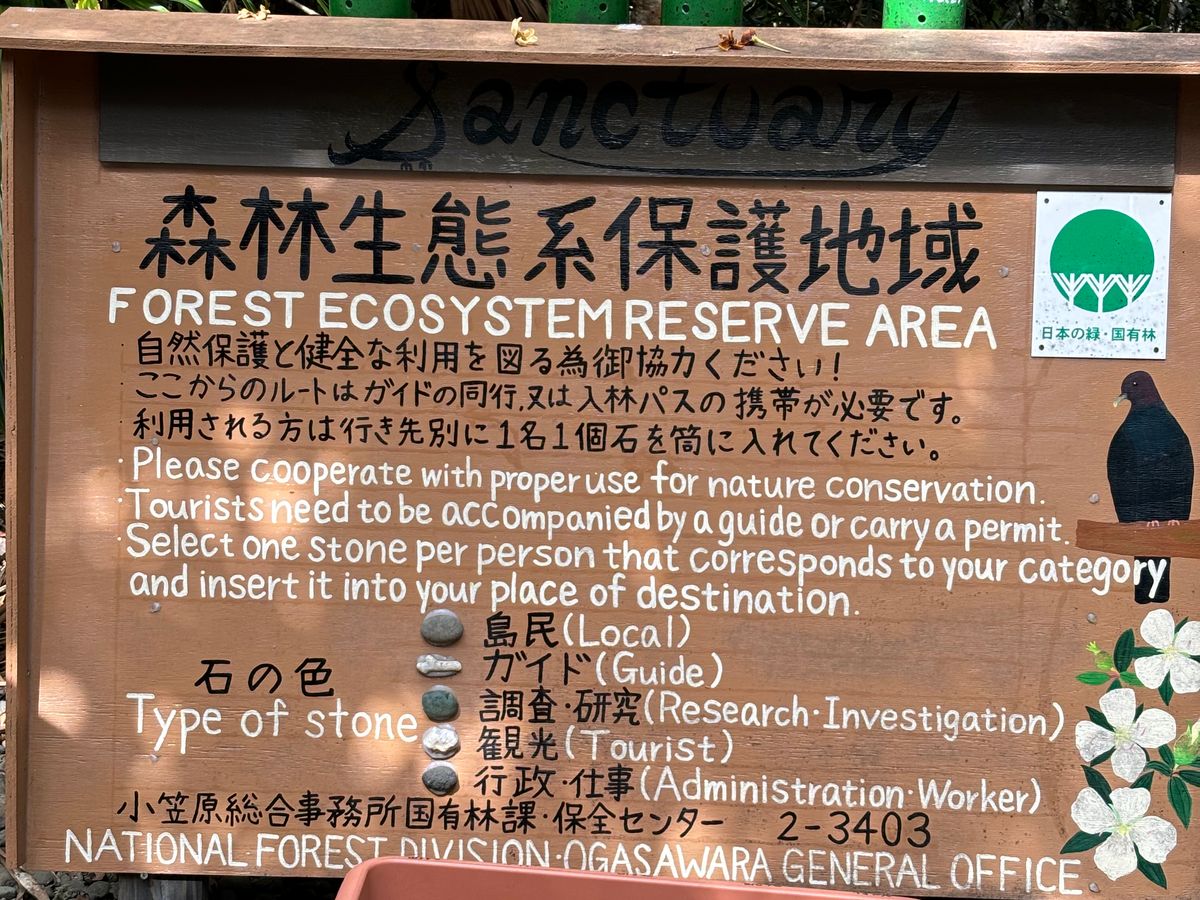 Sanctuary
森林生態系保護地域
FOREST ECOSYSTEM RESERVE AREA
日本の緑・国有林
自然保護と健全な利用を図る為御協力ください!
ここからのルートはガイドの同行,又は入林パスの携帯が必要です。
利用される方は行き先別に1名1個石を筒に入れてください。
・Please cooperate with proper use for nature conservation.
・Tourists need to be accompanied by a guide or carry a permit.
・Select one stone per person that corresponds to your category
and insert it into your place of destination.
石の色
Type of stone
島民(Local)
ガイド(Guide)
調査・研究(Research・Investigation)
観光(Tourist)
行政・仕事(Administration・Worker)
小笠原総合事務所国有林課・保全センター 2-3403
NATIONAL・FOREST DIVISION・OGASAWARA GENERAL OFFICE